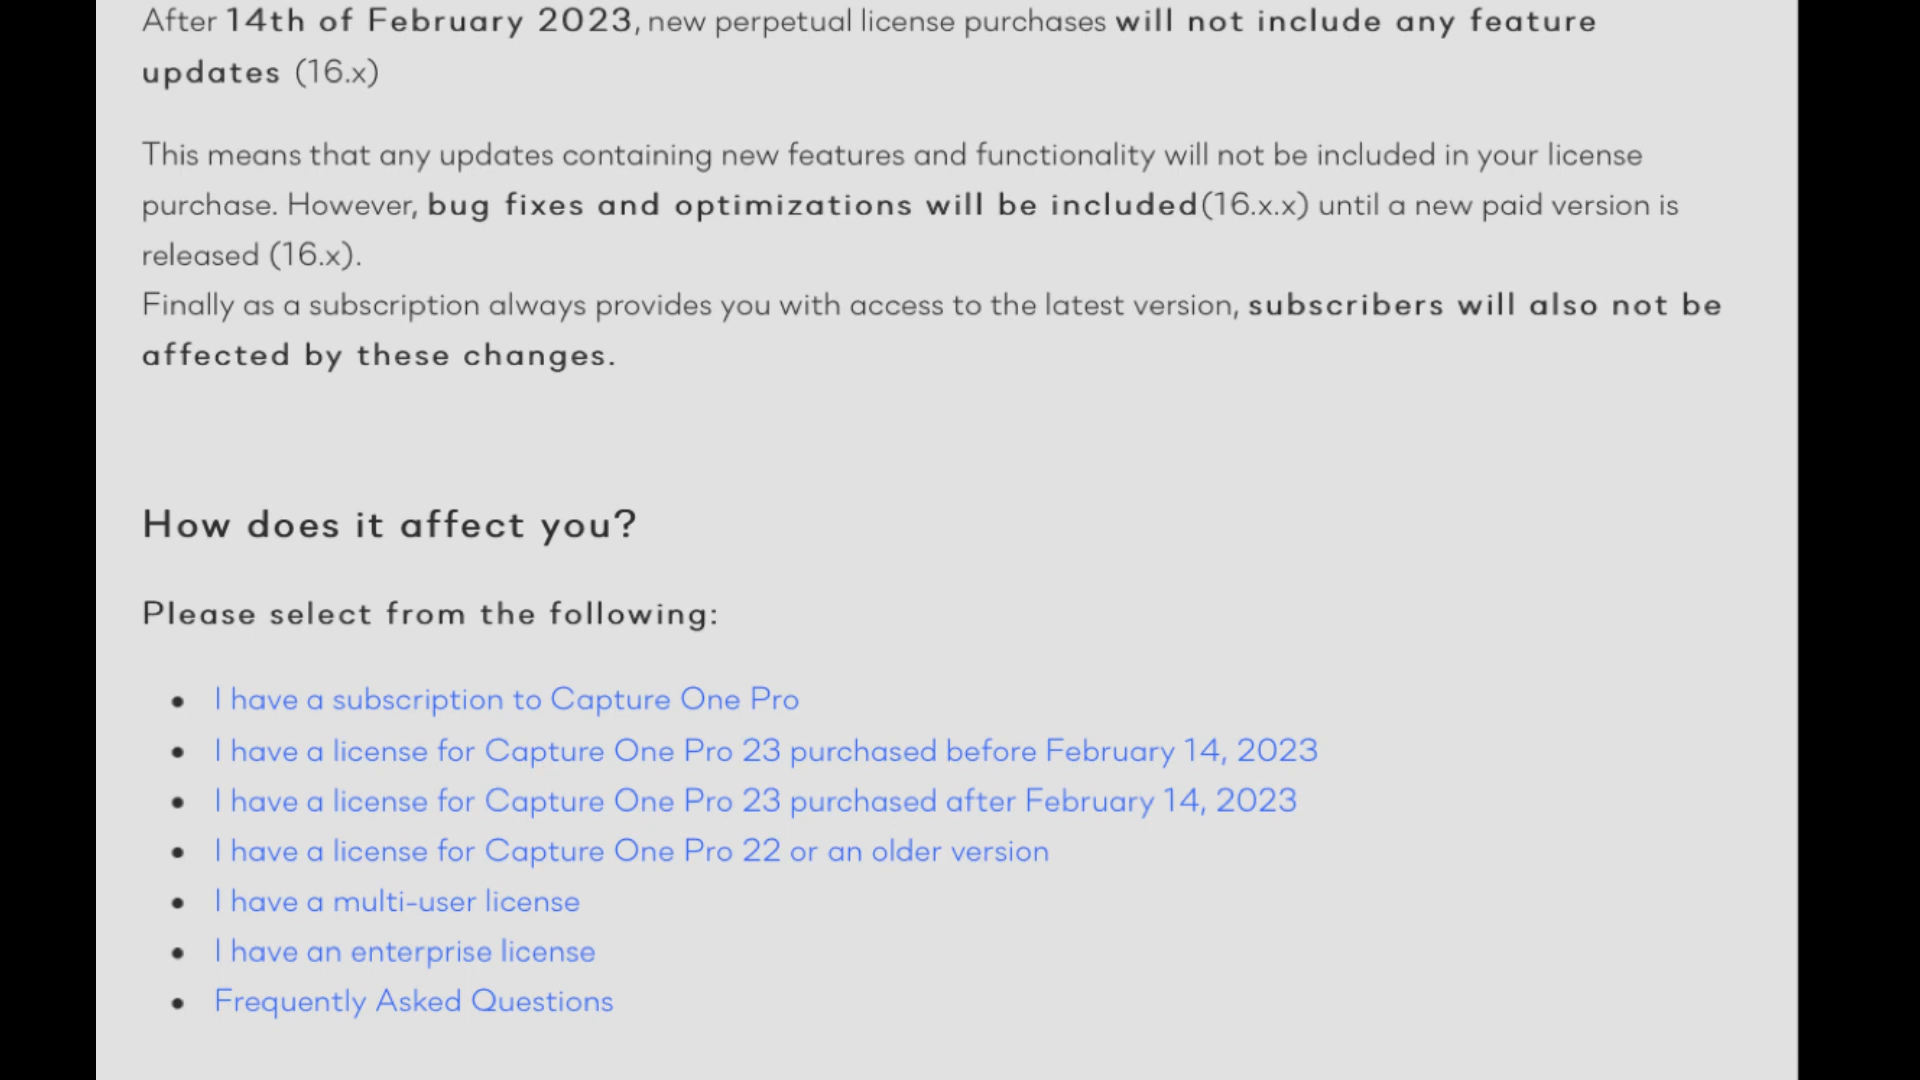 After 14th of February 2023, new perpetual license purchases will not include any feature
updates (16.x)
This means that any updates containing new features and functionality will not be included in your license
purchase. However, bug fixes and optimizations will be included(16.x.x) until a new paid version is
released (16.x).
Finally as a subscription always provides you with access to the latest version, subscribers will also not be
affected by these changes.
How does it affect you?
Please select from the following:
• I have a subscription to Capture One Pro
• I have a license for Capture One Pro 23 purchased before February 14, 2023
• I have a license for Capture One Pro 23 purchased after February 14, 2023
• I have a license for Capture One Pro 22 or an older version
• I have a multi-user license
• I have an enterprise license
• Frequently Asked Questions